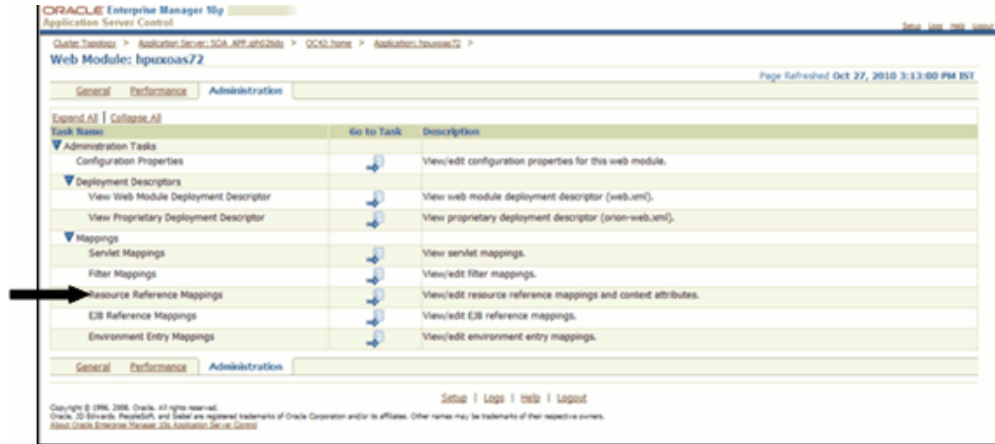 ORACLE Enterprise Manager 10g
Application Server Control
Setup Logs Help Logout
Cluster Topology > Application Server: SOA_APP.sth026ds > OC4J:home > Application: hpuxoas72 >
Web Module: hpuxoas72
Page Refreshed Oct 27, 2010 3:13:00 PM IST
General Performance Administration
Expand All | Collapse All
Task Name Go to Task Description
Administration Tasks
Configuration Properties View/edit configuration properties for this web module.
Deployment Descriptors
View Web Module Deployment Descriptor View web module deployment descriptor (web.xml).
View Proprietary Deployment Descriptor View proprietary deployment descriptor (orion-web.xml).
Mappings
Servlet Mappings View servlet mappings.
Filter Mappings View/edit filter mappings.
Resource Reference Mappings View/edit resource reference mappings and context attributes.
EJB Reference Mappings View/edit EJB reference mappings.
Environment Entry Mappings View/edit environment entry mappings.
General Performance Administration
Setup | Logs | Help | Logout
Copyright © 1996, 2008, Oracle. All rights reserved.
Oracle, JD Edwards, PeopleSoft, and Siebel are registered trademarks of Oracle Corporation and/or its affiliates. Other names may be trademarks of their respective owners.
About Oracle Enterprise Manager 10g Application Server Control